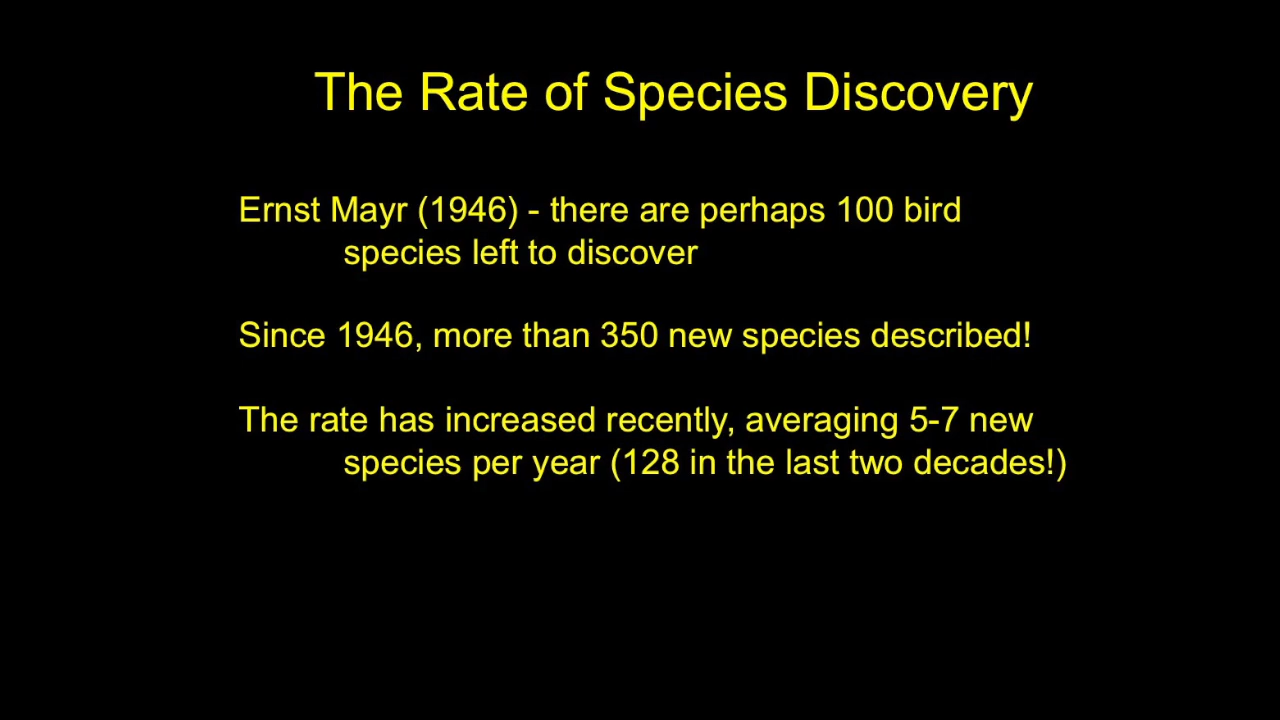 The Rate of Species Discovery
Ernst Mayr (1946) - there are perhaps 100 bird
species left to discover
Since 1946, more than 350 new species described!
The rate has increased recently, averaging 5-7 new
species per year (128 in the last two decades!)